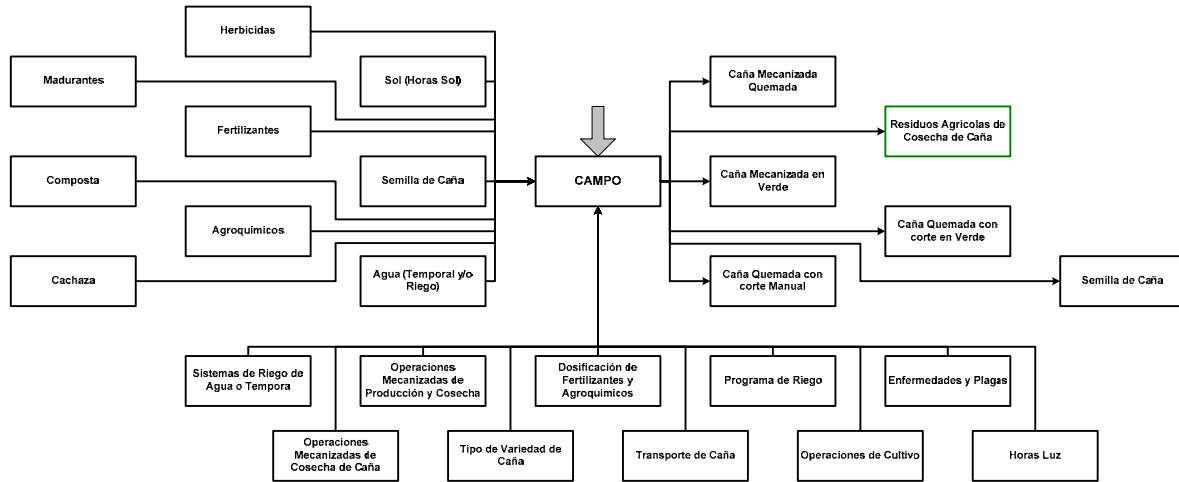 Herbicidas
Madurantes
Sol (Horas Sol)
Fertilizantes
Composta
Semilla de Caña
Agroquímicos
Cachaza
Agua (Temporal y/o
Riego)
CAMPO
Caña Mecanizada
Quemada
Residuos Agricolas de
Cosecha de Caña
Caña Mecanizada en
Verde
Caña Quemada con
corte en Verde
Caña Quemada con
corte Manual
Semilla de Caña
Sistemas de Riego de
Agua o Tempora
Operaciones
Mecanizadas de
Producción y Cosecha
Dosificación de
Fertilizantes y
Agroquimicos
Programa de Riego
Enfermedades y Plagas
Operaciones
Mecanizadas de
Cosecha de Caña
Tipo de Variedad de
Caña
Transporte de Caña
Operaciones de Cultivo
Horas Luz